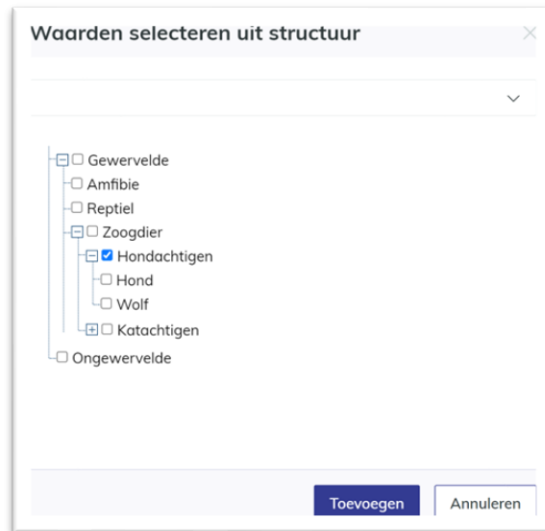 Waarden selecteren uit structuur
Gewervelde
Amfibie
Reptiel
Zoogdier
Hondachtigen
Hond
Wolf
Katachtigen
Ongewervelde
Toevoegen Annuleren